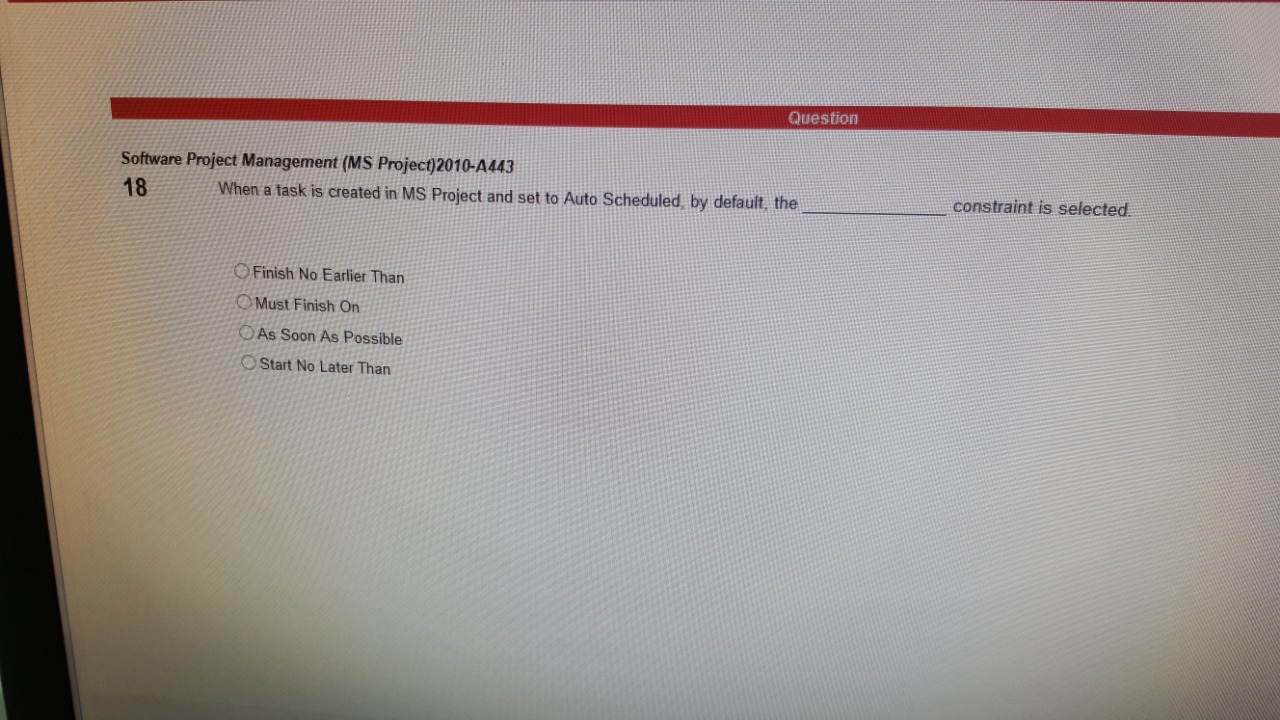 Question
Software Project Management (MS Project)2010-A443
18 When a task is created in MS Project and set to Auto Scheduled, by default, the ______________ constraint is selected.
Finish No Earlier Than
Must Finish On
As Soon As Possible
Start No Later Than